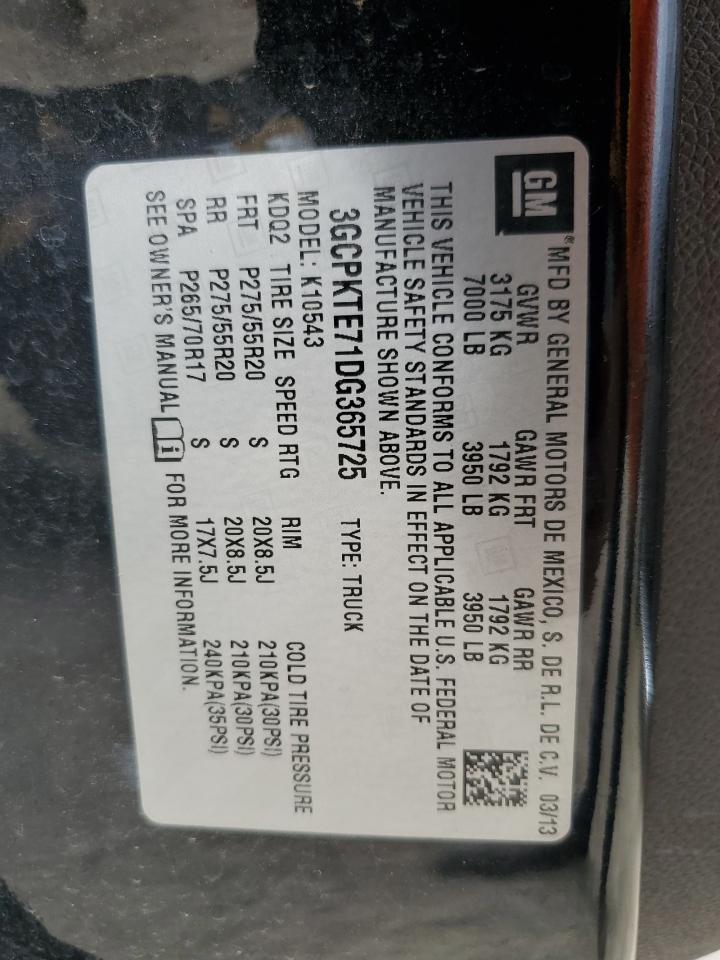 GM ® MFD BY GENERAL MOTORS DE MEXICO, S. DE R.L. DE C.V. 03/13
GVWR GAWR FRT GAWR RR
3175 KG 1792 KG 1792 KG
7000 LB 3950 LB 3950 LB
THIS VEHICLE CONFORMS TO ALL APPLICABLE U.S. FEDERAL MOTOR
VEHICLE SAFETY STANDARDS IN EFFECT ON THE DATE OF
MANUFACTURE SHOWN ABOVE.
3GCPKTE71DG365725 TYPE: TRUCK
MODEL: K10543
KDQ2 TIRE SIZE SPEED RTG RIM COLD TIRE PRESSURE
FRT P275/55R20 S 20X8.5J 210KPA(30PSI)
RR P275/55R20 S 20X8.5J 210KPA(30PSI)
SPA P265/70R17 S 17X7.5J 240KPA(35PSI)
SEE OWNER'S MANUAL FOR MORE INFORMATION.